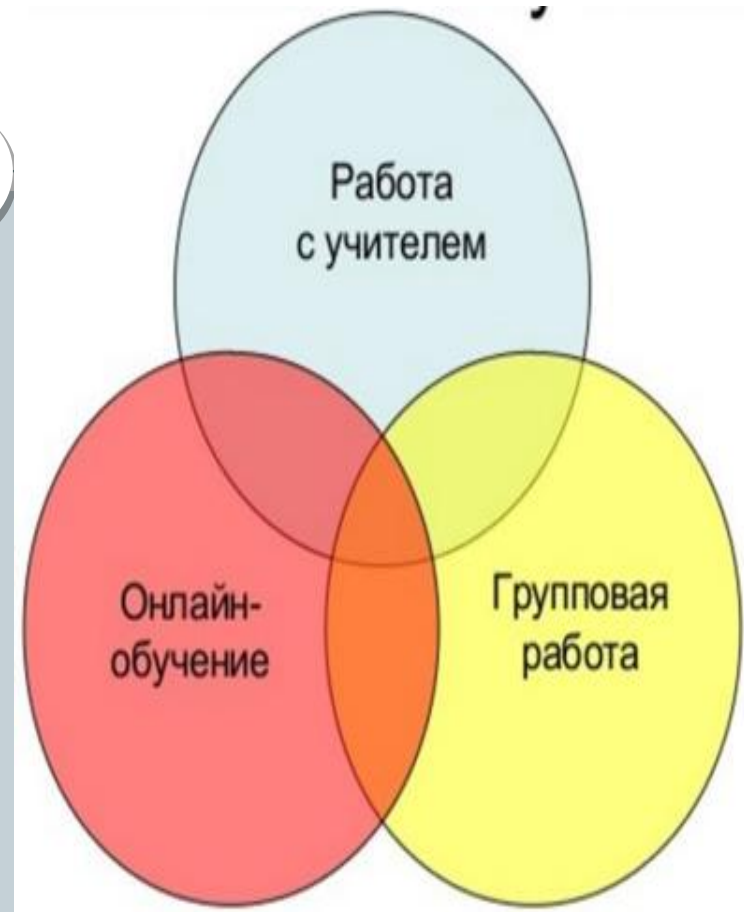 Работа
с учителем
Онлайн-
обучение
Групповая
работа